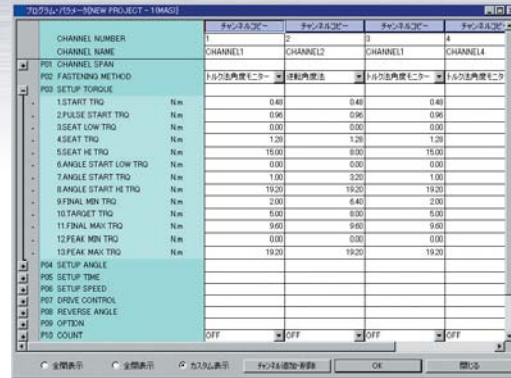 プログラム・パラメータ[NEW PROJECT - 1(MAS)]
チャンネルコピー チャンネルコピー チャンネルコピー チャンネルコピー
CHANNEL NUMBER 1 2 3 4
CHANNEL NAME CHANNEL1 CHANNEL2 CHANNEL1 CHANNEL4
P01 CHANNEL SPAN
P02 FASTENING METHOD トルク法角度モニター 逆転角度法 トルク法角度モニター トルク法角度モニタ
P03 SETUP TORQUE
1.START TRQ N.m 0.48 0.48 0.48
2.PULSE START TRQ N.m 0.96 0.96 0.96
3.SEAT LOW TRQ N.m 0.00 0.00 0.00
4.SEAT TRQ N.m 1.28 1.28 1.28
5.SEAT HI TRQ N.m 15.00 8.00 15.00
6.ANGLE START LOW TRQ N.m 0.00 0.00 0.00
7.ANGLE START TRQ N.m 1.00 3.20 1.00
8.ANGLE START HI TRQ N.m 19.20 19.20 19.20
9.FINAL MIN TRQ N.m 2.00 6.40 2.00
10.TARGET TRQ N.m 5.00 8.00 5.00
11.FINAL MAX TRQ N.m 9.60 9.60 9.60
12.PEAK MIN TRQ N.m 0.00 0.00 0.00
13.PEAK MAX TRQ N.m 19.20 19.20 19.20
P04 SETUP ANGLE
P05 SETUP TIME
P06 SETUP SPEED
P07 DRIVE CONTROL
P08 REVERSE ANGLE
P09 OPTION
P10 COUNT OFF OFF OFF OFF
全開表示 全閉表示 カスタム表示 チャンネル追加・削除 OK 閉じる